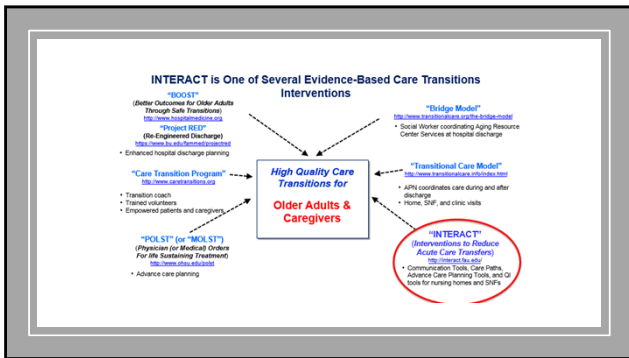 INTERACT is One of Several Evidence-Based Care Transitions
Interventions
"BOOST"
(Better Outcomes for Older Adults
Through Safe Transitions)
http://www.hospitalmedicine.org
"Project RED"
(Re-Engineered Discharge)
https://www.bu.edu/fammed/projectred
• Enhanced hospital discharge planning
"Care Transition Program"
http://www.caretransitions.org
• Transition coach
• Trained volunteers
• Empowered patients and caregivers
"POLST" (or "MOLST")
(Physician (or Medical) Orders
For life Sustaining Treatment)
http://www.ohsu.edu/polst
• Advance care planning
High Quality Care
Transitions for
Older Adults &
Caregivers
"Bridge Model"
http://www.transitionalcare.org/the-bridge-model
• Social Worker coordinating Aging Resource
Center Services at hospital discharge
"Transitional Care Model"
http://www.transitionalcare.info/index.html
• APN coordinates care during and after
discharge
• Home, SNF, and clinic visits
"INTERACT"
(Interventions to Reduce
Acute Care Transfers)
http://interact.fau.edu/
• Communication Tools, Care Paths,
Advance Care Planning Tools, and QI
tools for nursing homes and SNFs